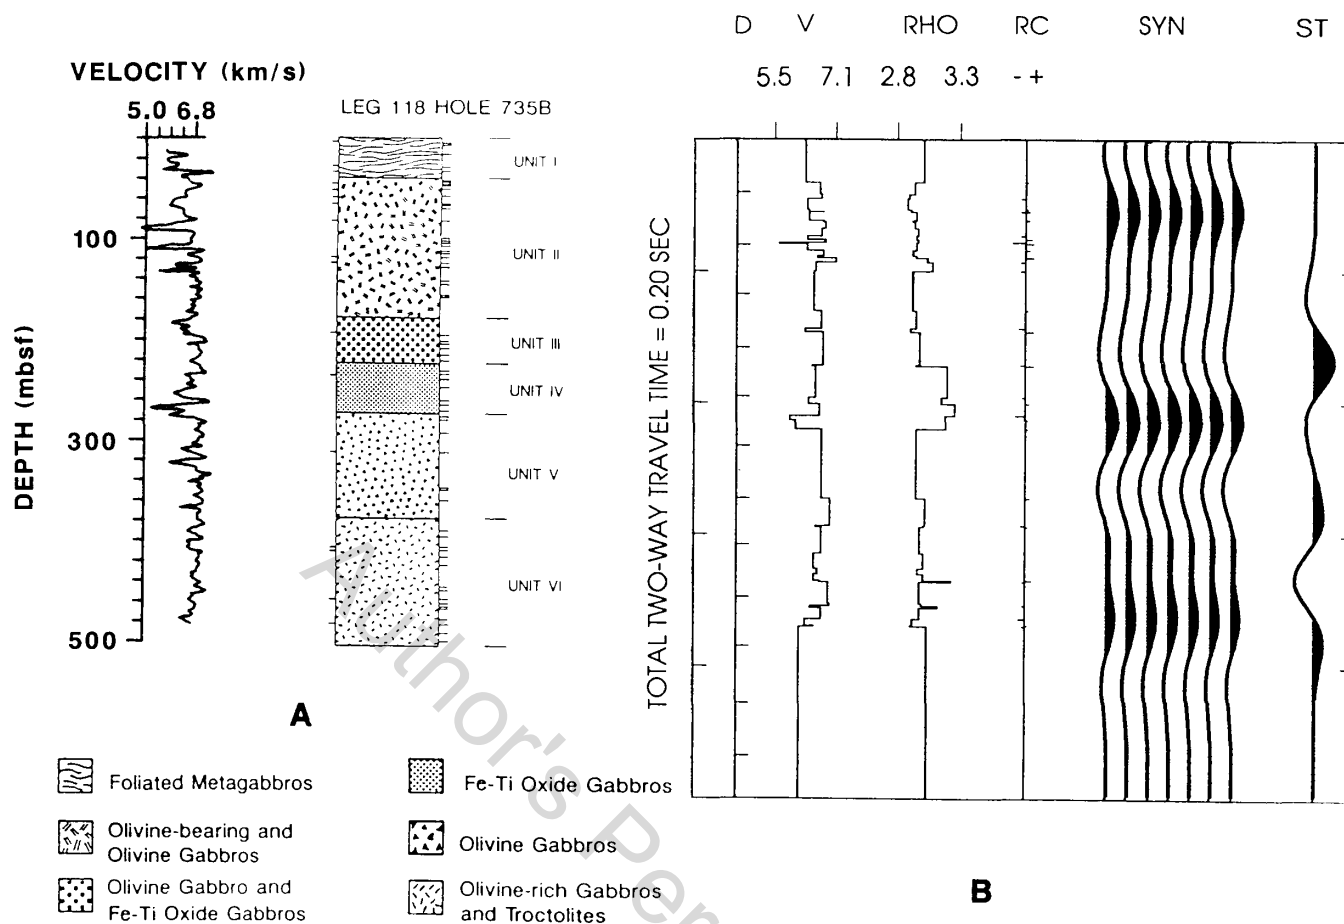 VELOCITY (km/s)
5.0 6.8
LEG 118 HOLE 735B
UNIT I
UNIT II
UNIT III
UNIT IV
UNIT V
UNIT VI
100
300
500
DEPTH (mbsf)
A
Foliated Metagabbros
Olivine-bearing and
Olivine Gabbros
Olivine Gabbro and
Fe-Ti Oxide Gabbros
Fe-Ti Oxide Gabbros
Olivine Gabbros
Olivine-rich Gabbros
and Troctolites
D V RHO RC SYN ST
5.5 7.1 2.8 3.3 - +
TOTAL TWO-WAY TRAVEL TIME = 0.20 SEC
B
Author's Per